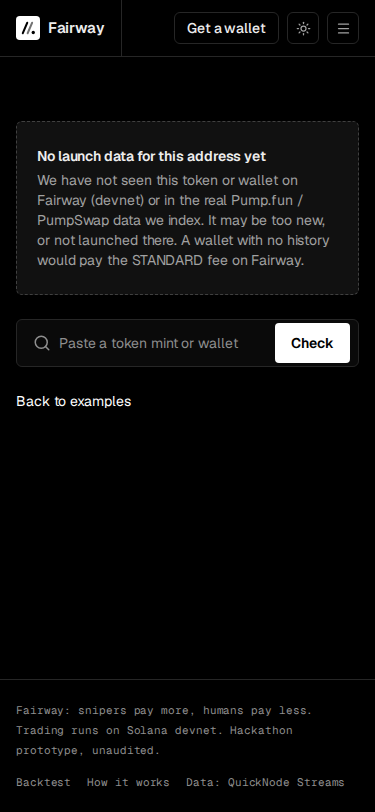 Fairway
Get a wallet
No launch data for this address yet
We have not seen this token or wallet on
Fairway (devnet) or in the real Pump.fun /
PumpSwap data we index. It may be too new,
or not launched there. A wallet with no history
would pay the STANDARD fee on Fairway.
Paste a token mint or wallet
Check
Back to examples
Fairway: snipers pay more, humans pay less.
Trading runs on Solana devnet. Hackathon
prototype, unaudited.
Backtest How it works Data: QuickNode Streams